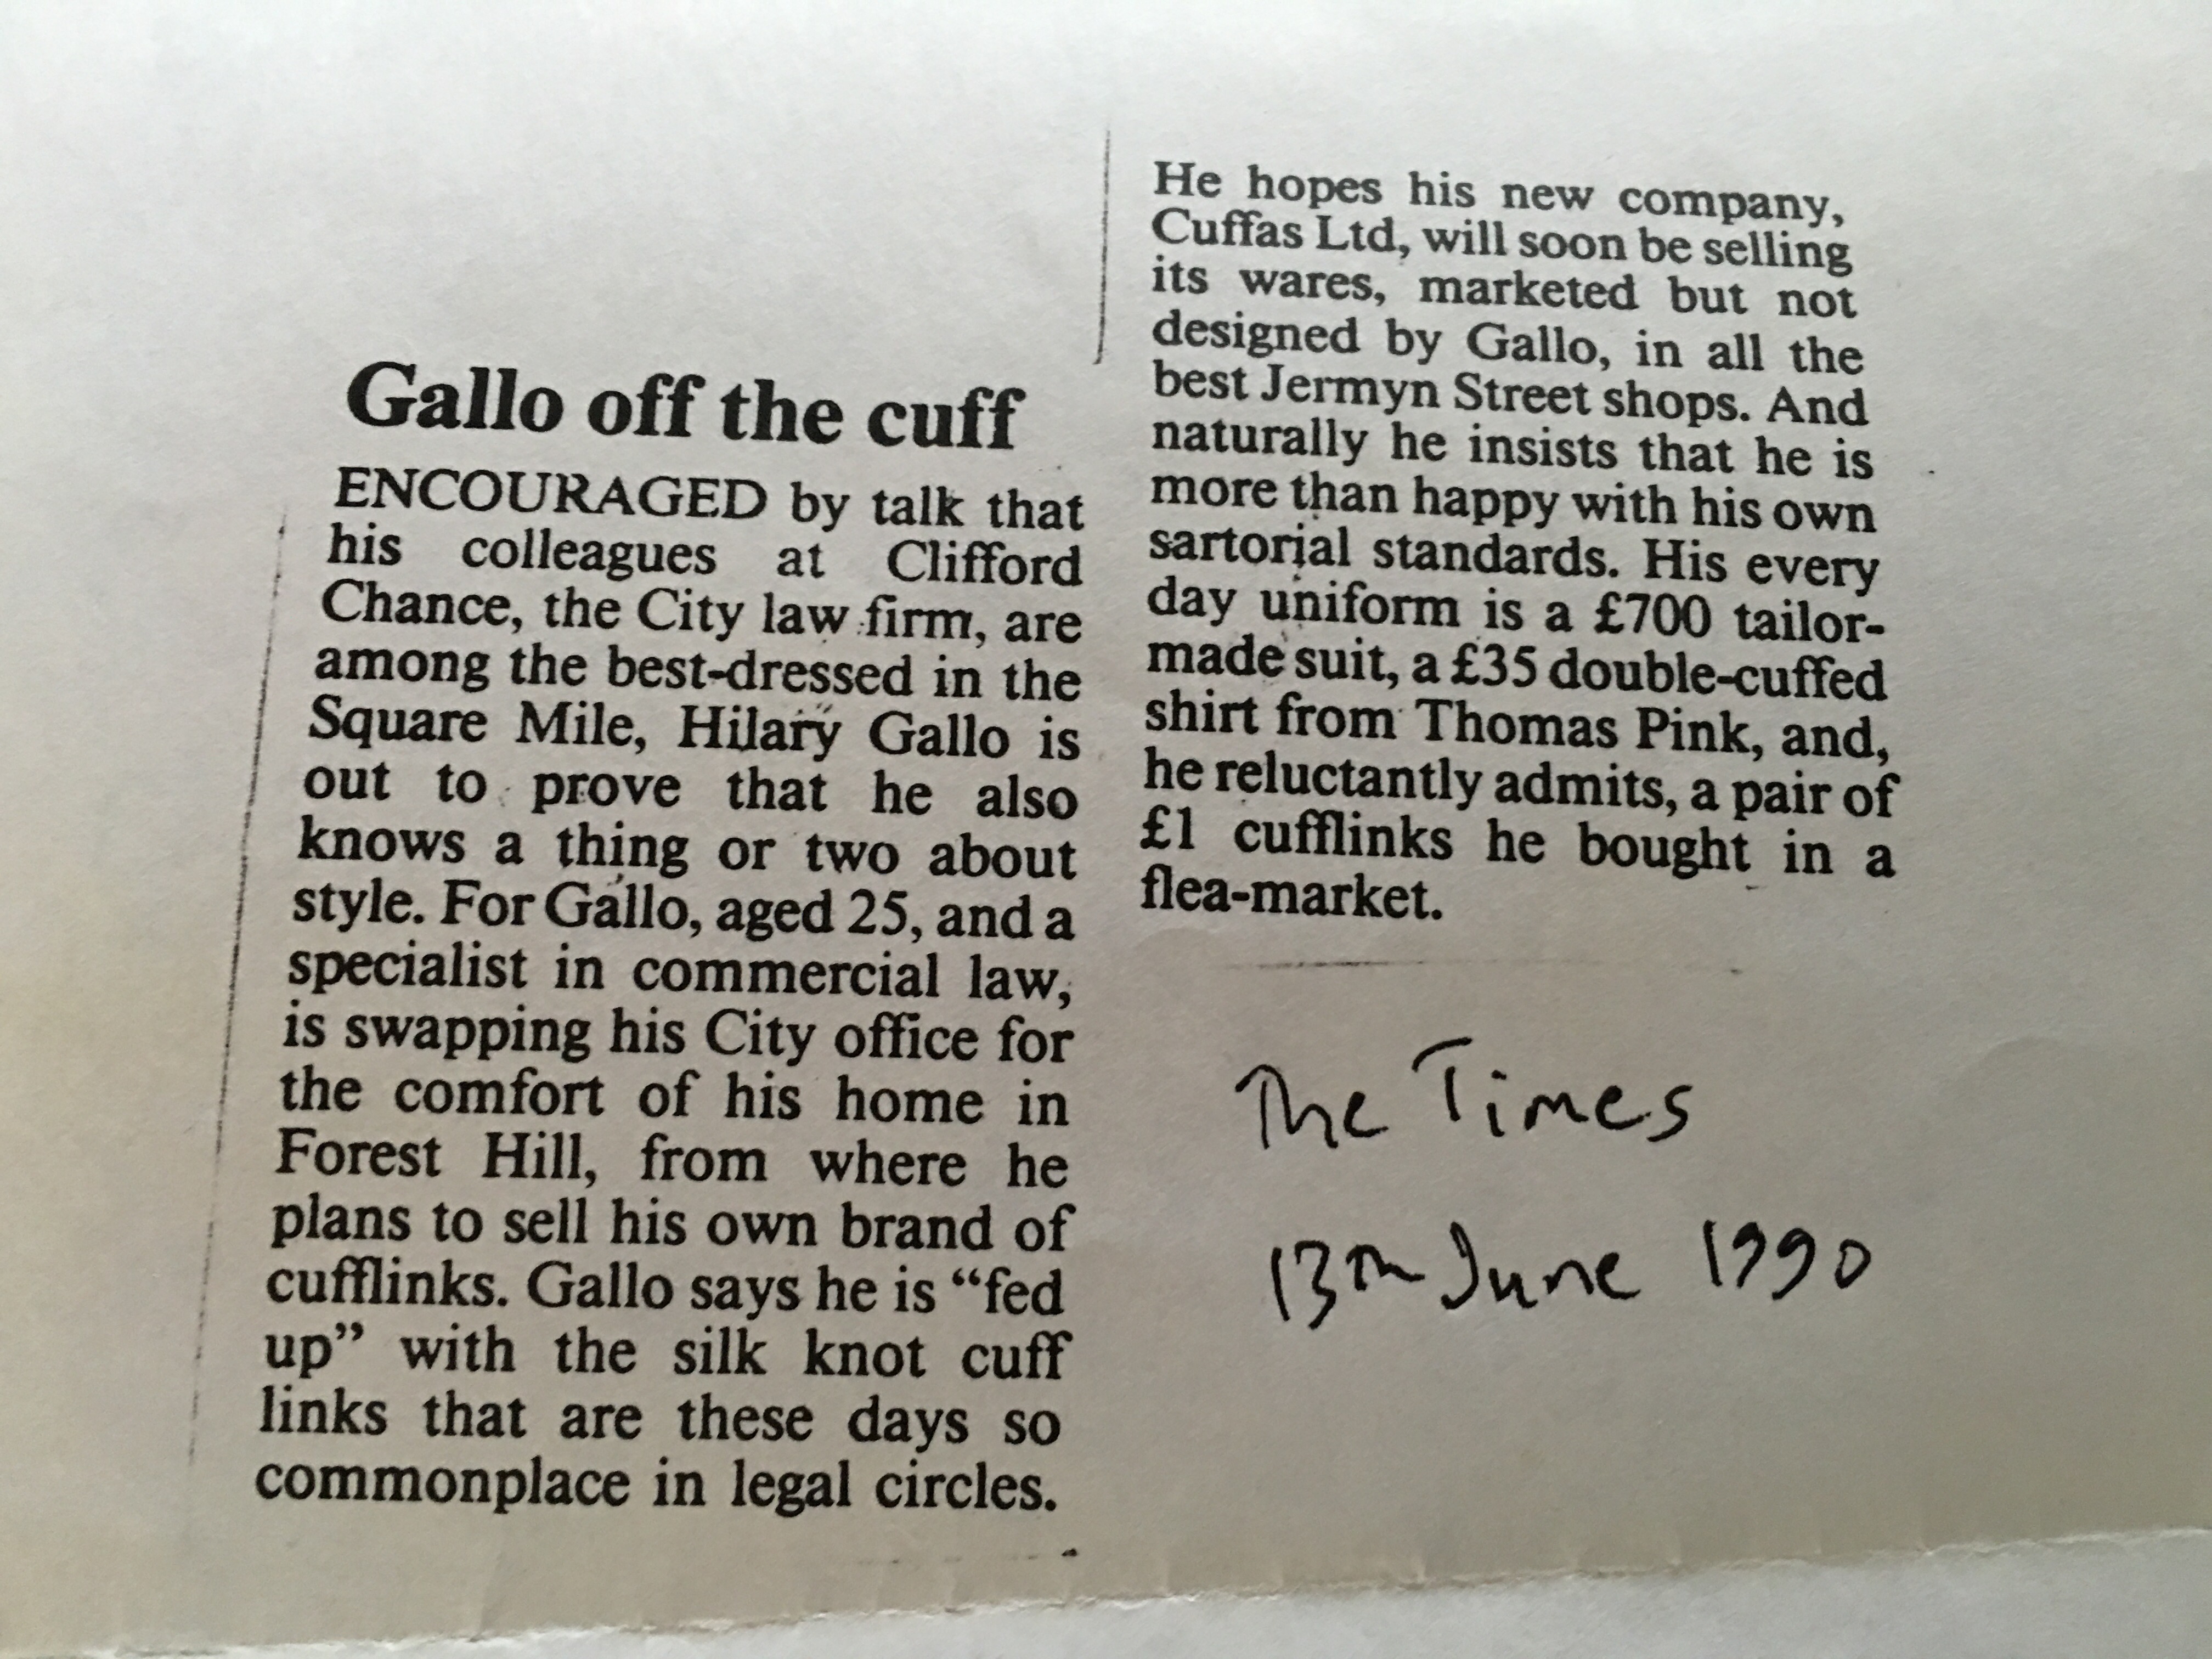 Gallo off the cuff
ENCOURAGED by talk that
his colleagues at Clifford
Chance, the City law firm, are
among the best-dressed in the
Square Mile, Hilary Gallo is
out to prove that he also
knows a thing or two about
style. For Gallo, aged 25, and a
specialist in commercial law,
is swapping his City office for
the comfort of his home in
Forest Hill, from where he
plans to sell his own brand of
cufflinks. Gallo says he is “fed
up” with the silk knot cuff
links that are these days so
commonplace in legal circles.
He hopes his new company,
Cuffas Ltd, will soon be selling
its wares, marketed but not
designed by Gallo, in all the
best Jermyn Street shops. And
naturally he insists that he is
more than happy with his own
sartorial standards. His every
day uniform is a £700 tailor-
made suit, a £35 double-cuffed
shirt from Thomas Pink, and,
he reluctantly admits, a pair of
£1 cufflinks he bought in a
flea-market.
The Times
13th June 1990